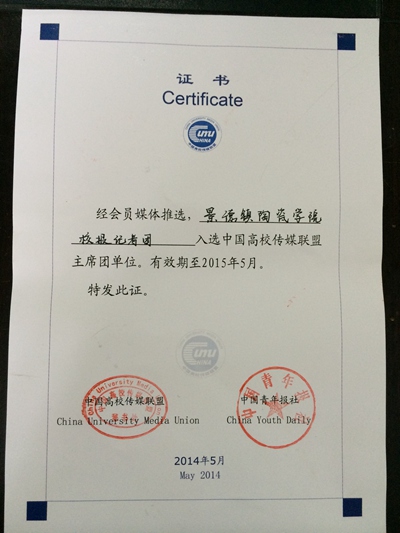 证书
Certificate
CUMU
CHINA
经会员媒体推选，景德镇陶瓷学院
校报记者团 入选中国高校传媒联盟
主席团单位。有效期至2015年5月。
特发此证。
中国高校传媒联盟
中国青年报社
China University Media Union
China Youth Daily
2014年5月
May 2014